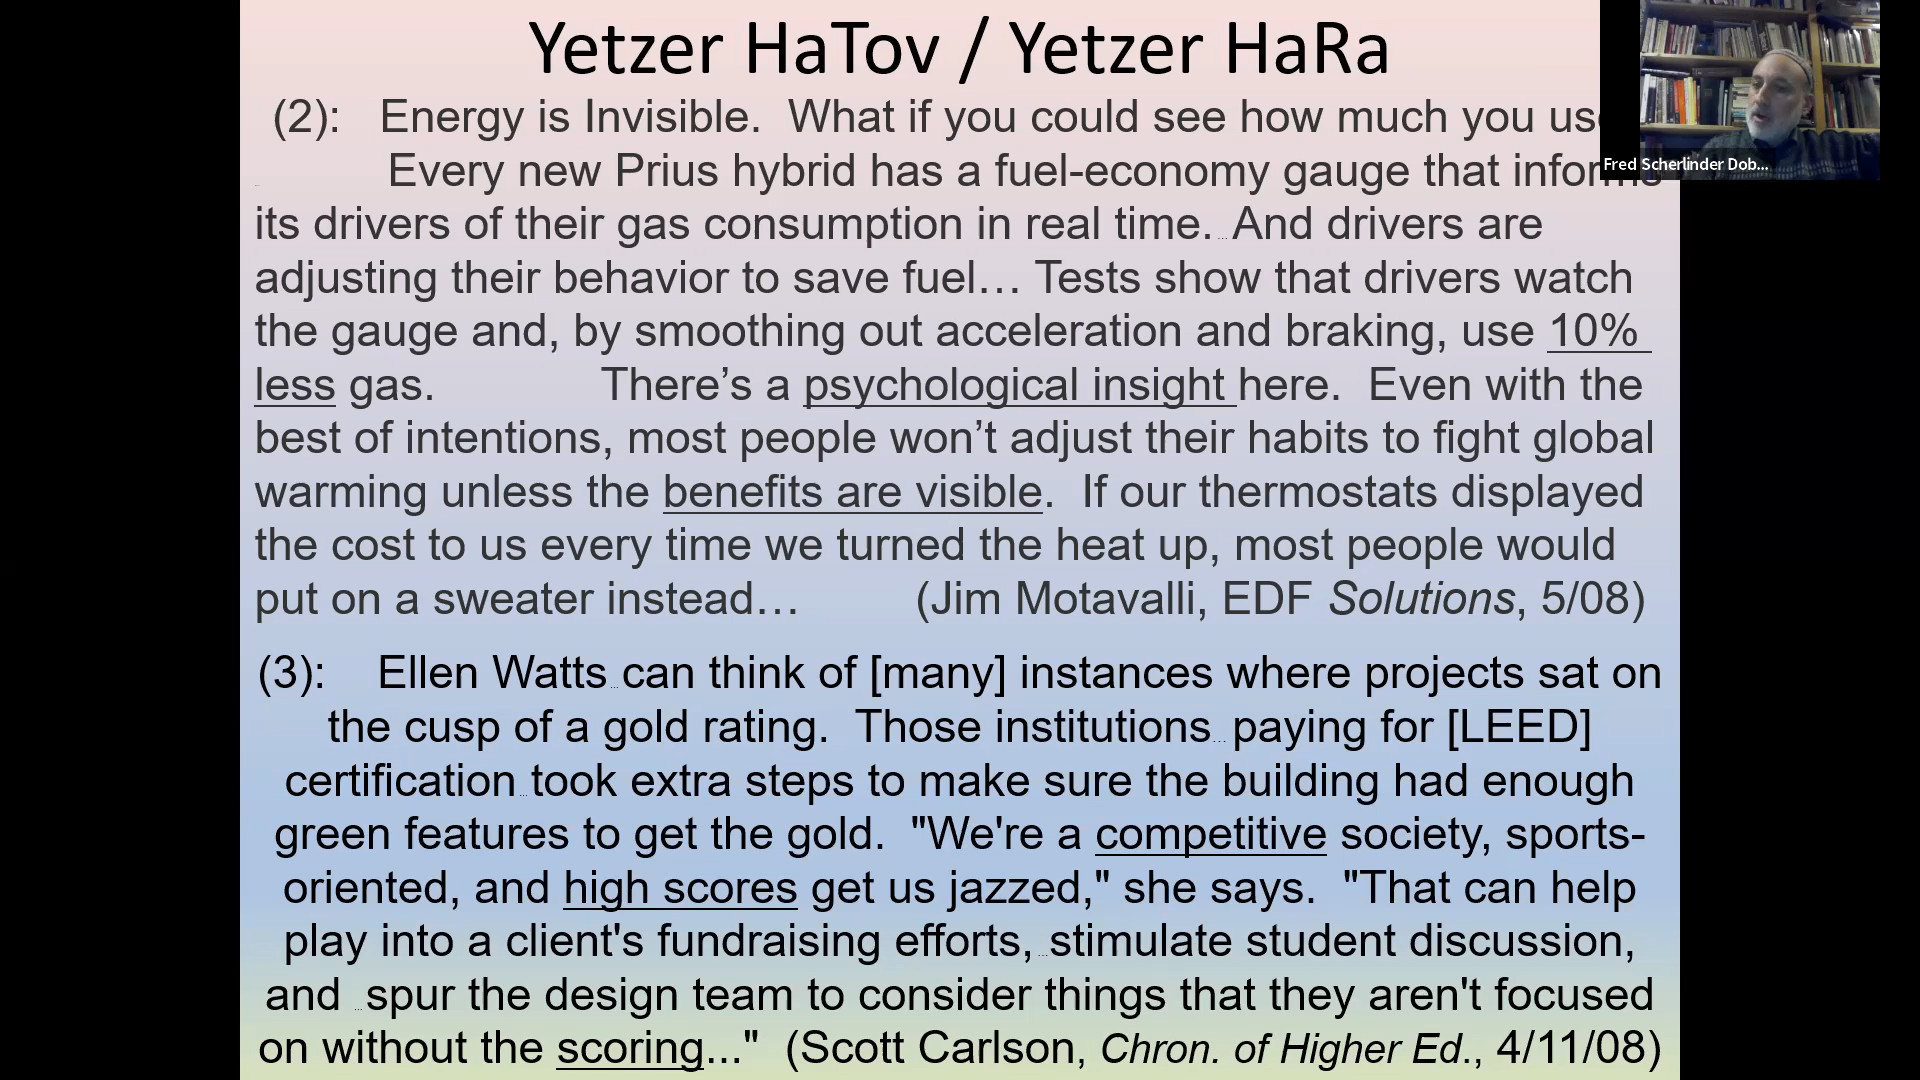 Yetzer HaTov / Yetzer HaRa
(2): Energy is Invisible. What if you could see how much you
Every new Prius hybrid has a fuel-economy gauge that informs
its drivers of their gas consumption in real time... And drivers are
adjusting their behavior to save fuel… Tests show that drivers watch
the gauge and, by smoothing out acceleration and braking, use 10%
less gas. There’s a psychological insight here. Even with the
best of intentions, most people won’t adjust their habits to fight global
warming unless the benefits are visible. If our thermostats displayed
the cost to us every time we turned the heat up, most people would
put on a sweater instead… (Jim Motavalli, EDF Solutions, 5/08)
(3): Ellen Watts... can think of [many] instances where projects sat on
the cusp of a gold rating. Those institutions... paying for [LEED]
certification... took extra steps to make sure the building had enough
green features to get the gold. "We're a competitive society, sports-
oriented, and high scores get us jazzed," she says. "That can help
play into a client's fundraising efforts, ...stimulate student discussion,
and ...spur the design team to consider things that they aren't focused
on without the scoring..." (Scott Carlson, Chron. of Higher Ed., 4/11/08)
Fred Scherlinder Dob...